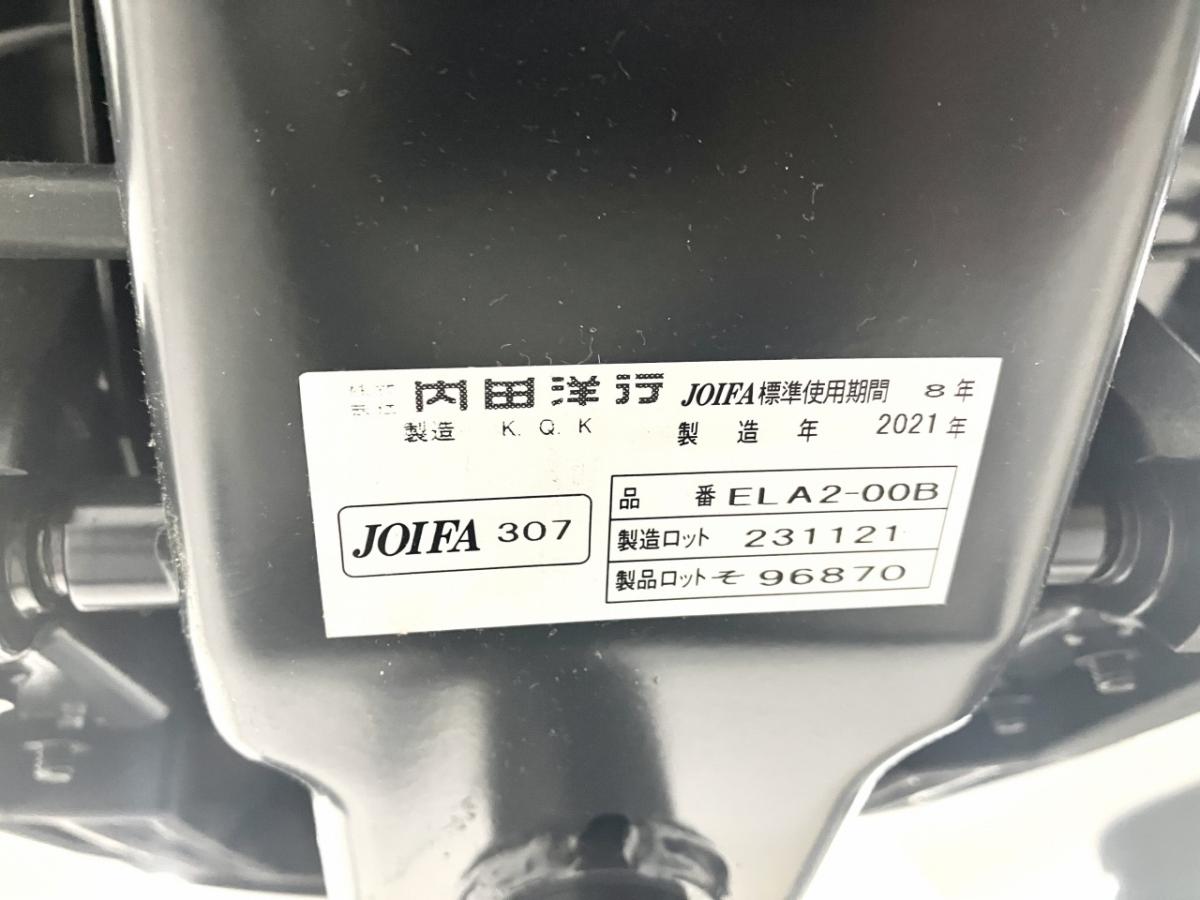 内田洋行 JOIFA標準使用期間 8年
製造 K.Q.K 製造年 2021年
JOIFA 307
品番 ELA2-00B
製造ロット 231121
製品ロット そ 96870